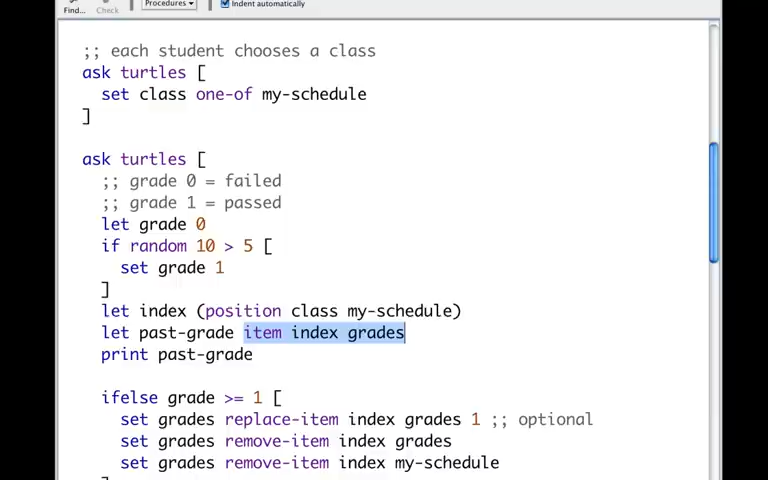 Find... Check Procedures Indent automatically
;; each student chooses a class
ask turtles [
set class one-of my-schedule
]
ask turtles [
;; grade 0 = failed
;; grade 1 = passed
let grade 0
if random 10 > 5 [
set grade 1
]
let index (position class my-schedule)
let past-grade item index grades
print past-grade
ifelse grade >= 1 [
set grades replace-item index grades 1 ;; optional
set grades remove-item index grades
set grades remove-item index my-schedule